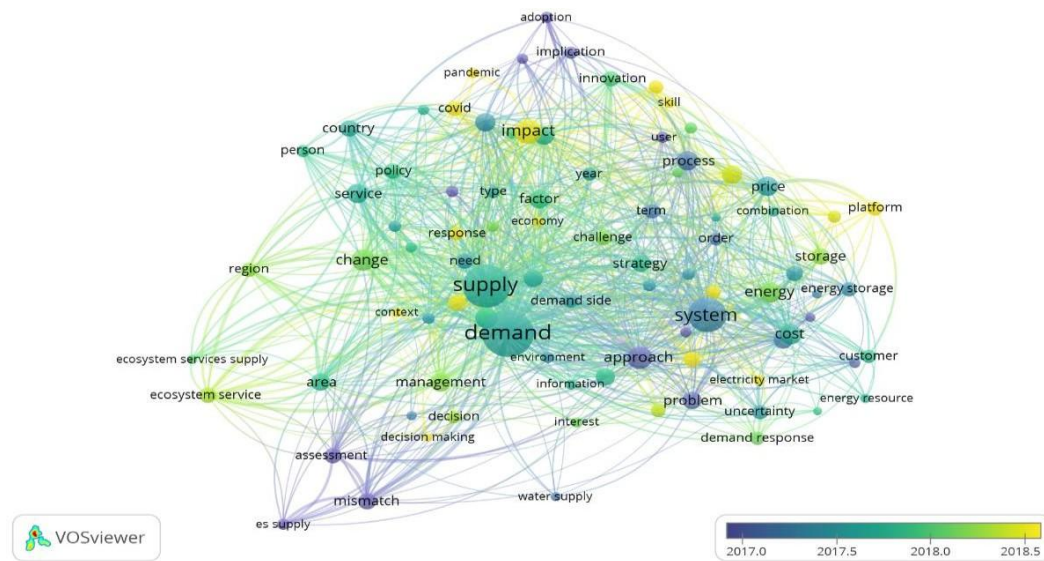 adoption
implication
pandemic
innovation
covid
skill
country
impact
user
person
process
policy
year
price
service
type
factor
term
combination
platform
economy
response
order
challenge
change
need
strategy
storage
region
supply
energy
energy storage
demand side
context
system
demand
cost
ecosystem services supply
environment
approach
customer
area
management
information
electricity market
ecosystem service
problem
energy resource
decision
uncertainty
interest
decision making
demand response
assessment
mismatch
water supply
es supply
VOSviewer
2017.0 2017.5 2018.0 2018.5